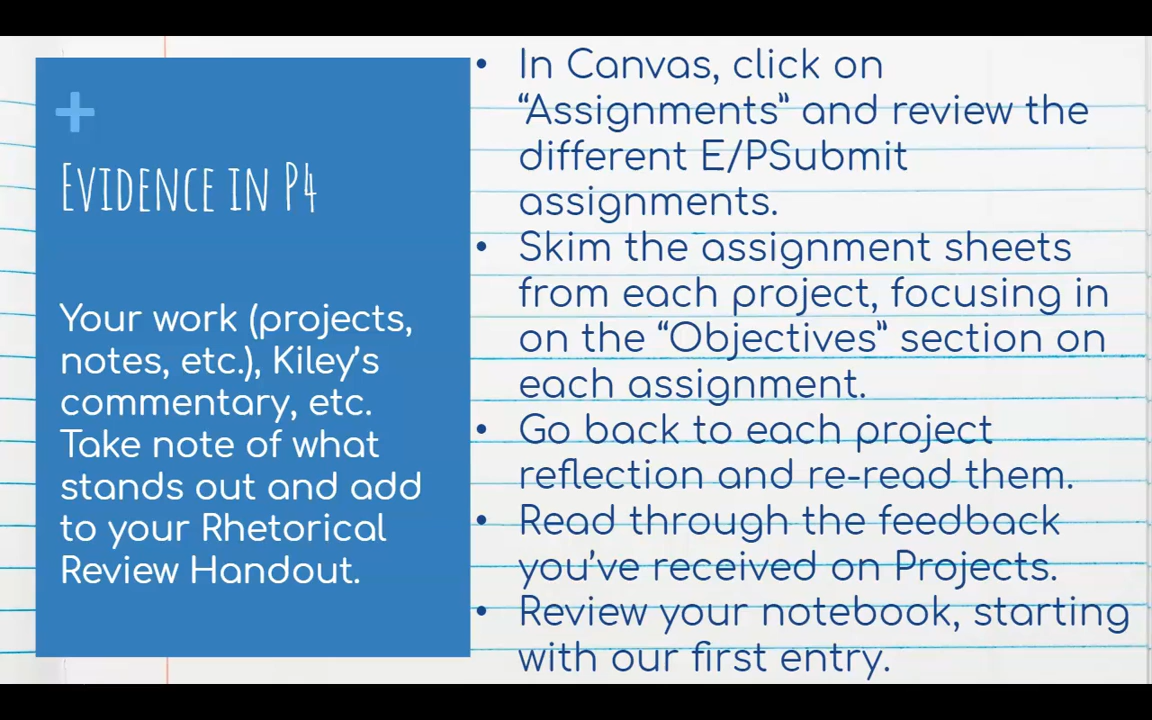 +
Evidence in P4
Your work (projects,
notes, etc.), Kiley's
commentary, etc.
Take note of what
stands out and add
to your Rhetorical
Review Handout.
• In Canvas, click on
“Assignments” and review the
different E/PSubmit
assignments.
• Skim the assignment sheets
from each project, focusing in
on the “Objectives” section on
each assignment.
• Go back to each project
reflection and re-read them.
• Read through the feedback
you've received on Projects.
• Review your notebook, starting
with our first entry.